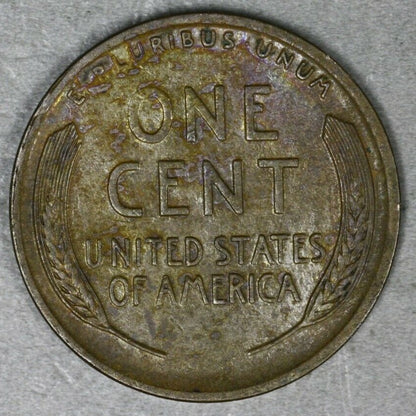 E PLURIBUS UNUM
ONE
CENT
UNITED STATES
OF AMERICA